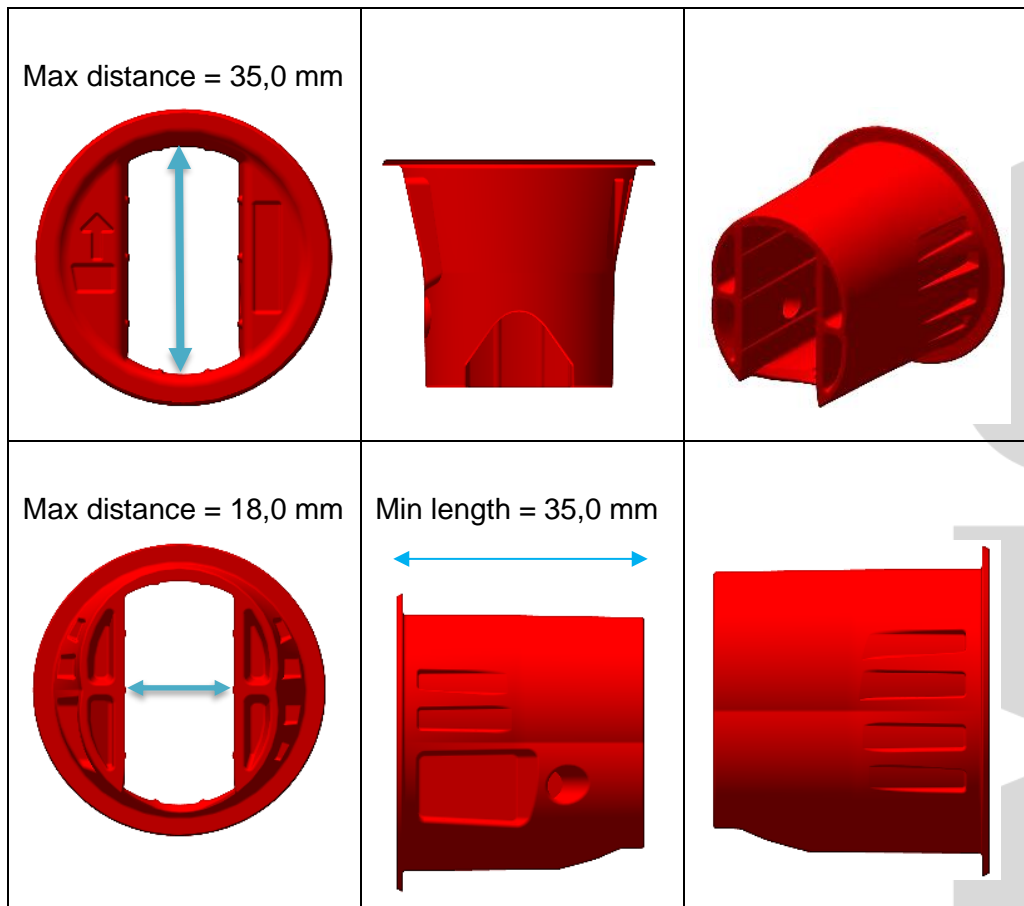 Max distance = 35,0 mm
Max distance = 18,0 mm
Min length = 35,0 mm